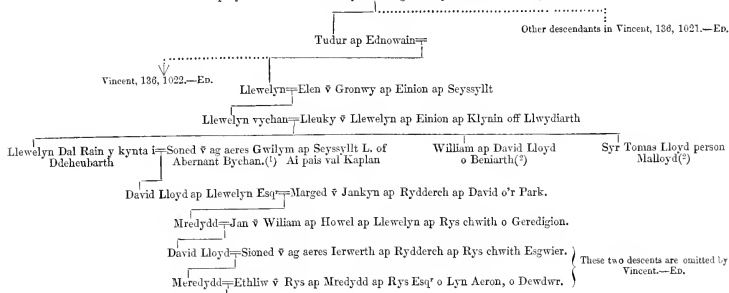 Tudur ap Ednowain
Other descendants in Vincent, 136, 1021.—ED.
Vincent, 136, 1022.—ED.
Llewelyn Elen v̄ Gronwy ap Einion ap Seyssyllt
Llewelyn vychan Lleuky v̄ Llewelyn ap Einion ap Klynin off Llwydiarth
Llewelyn Dal Rain y kynta i Soned v̄ ag aeres Gwilym ap Seyssyllt L. of William ap David Lloyd Syr Tomas Lloyd person
Ddeheubarth Abernant Bychan.(¹) Ai pais val Kaplan o Beniarth(²) Malloyd(²)
David Lloyd ap Llewelyn Esqr Marged v̄ Jankyn ap Rydderch ap David o'r Park.
Mredydd Jan v̄ Wiliam ap Howel ap Llewelyn ap Rys chwith o Geredigion.
David Lloyd Sioned v̄ ag aeres Ierwerth ap Rydderch ap Rys chwith Esgwier.
These two descents are omitted by
Vincent.—ED.
Meredydd Ethliw v̄ Rys ap Mredydd ap Rys Esqr o Lyn Aeron, o Dewdwr.